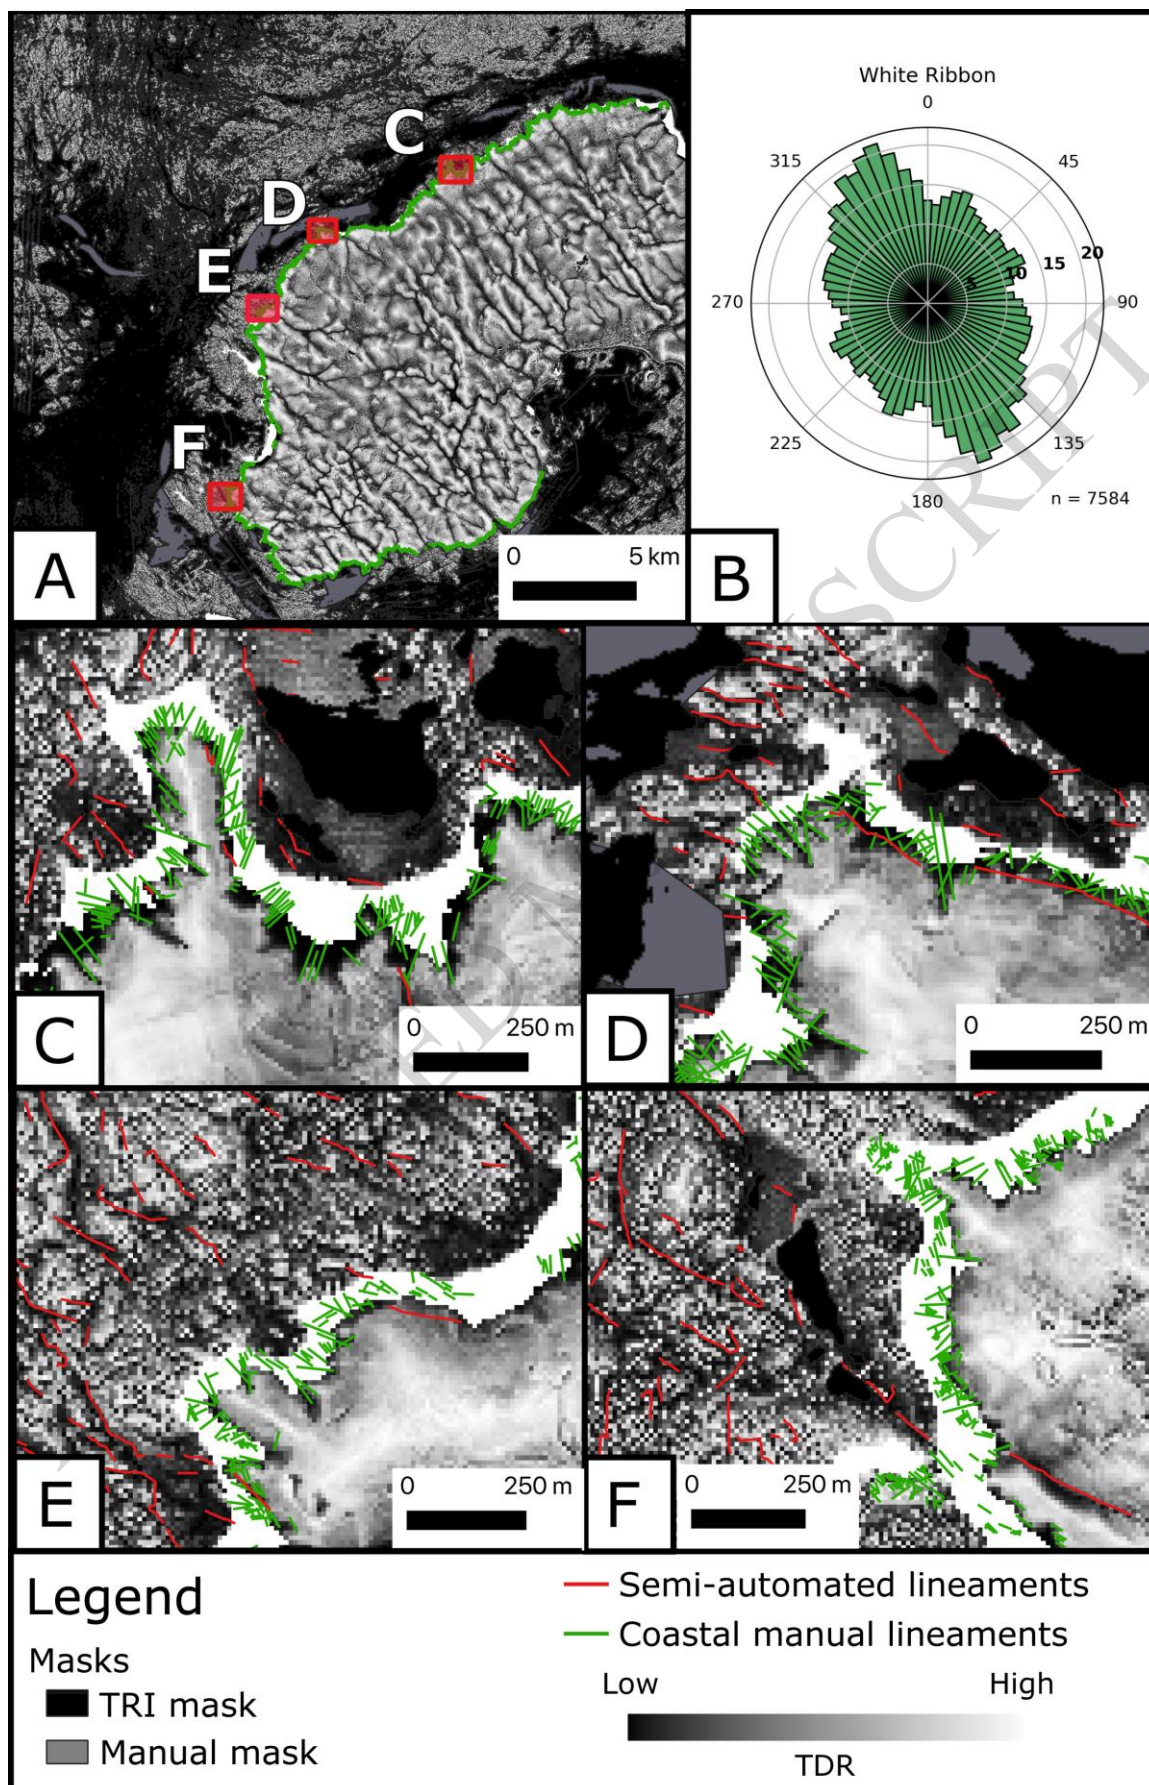 C
D
E
F
A
0 5 km
White Ribbon
0
315 45
5 10 15 20
270 90
225 135
180
n = 7584
B
C
0 250 m
D
0 250 m
E
0 250 m
F
0 250 m
Legend
Masks
TRI mask
Manual mask
Semi-automated lineaments
Coastal manual lineaments
Low High
TDR